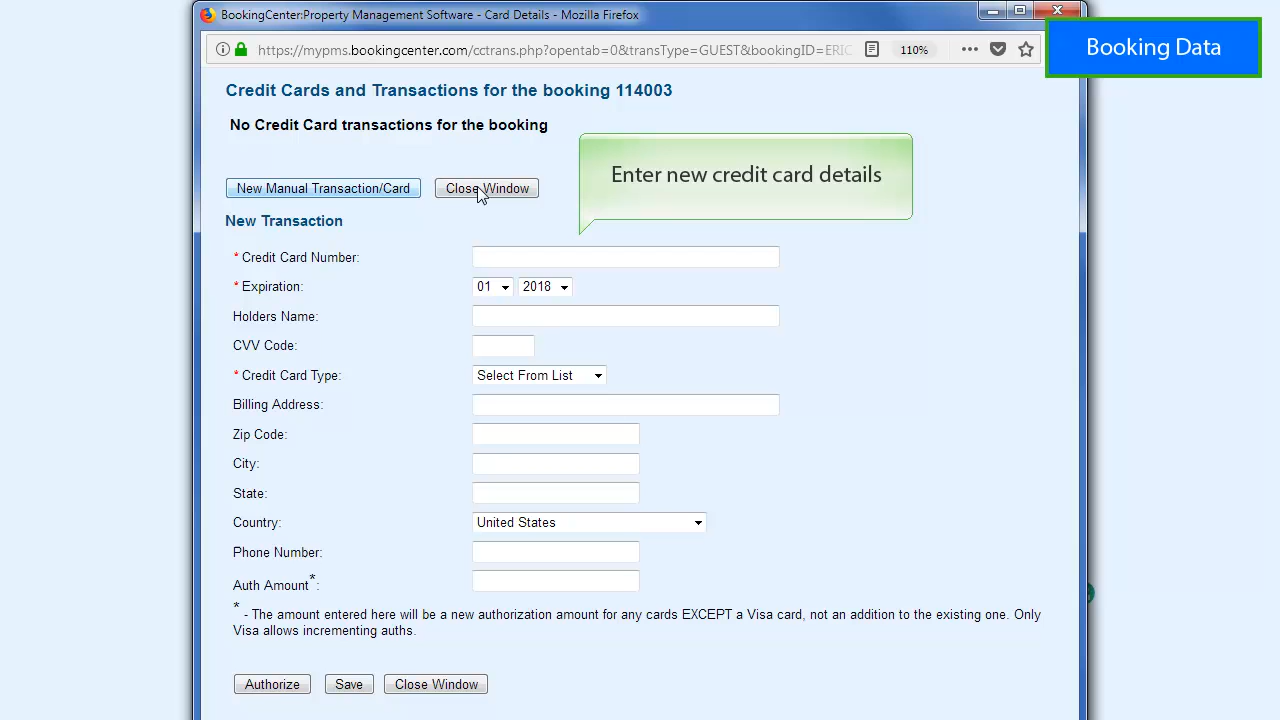 BookingCenter:Property Management Software - Card Details - Mozilla Firefox
https://mypms.bookingcenter.com/cctrans.php?opentab=0&transType=GUEST&bookingID=ERIC
110%
Booking Data
Credit Cards and Transactions for the booking 114003
No Credit Card transactions for the booking
Enter new credit card details
New Manual Transaction/Card Close Window
New Transaction
* Credit Card Number:
* Expiration: 01 2018
Holders Name:
CVV Code:
* Credit Card Type: Select From List
Billing Address:
Zip Code:
City:
State:
Country: United States
Phone Number:
Auth Amount*:
* - The amount entered here will be a new authorization amount for any cards EXCEPT a Visa card, not an addition to the existing one. Only
Visa allows incrementing auths.
Authorize Save Close Window